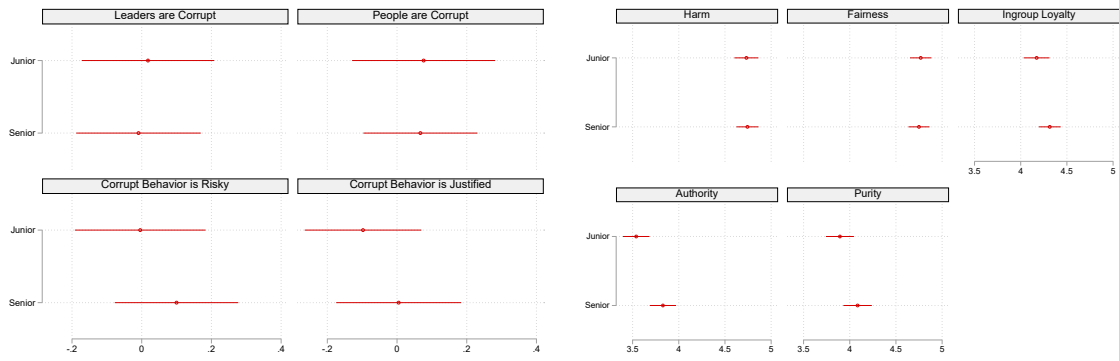 Leaders are Corrupt
People are Corrupt
Junior
Senior
Corrupt Behavior is Risky
Corrupt Behavior is Justified
Junior
Senior
-.2 0 .2 .4
-.2 0 .2 .4
Harm
Fairness
Ingroup Loyalty
Junior
Senior
3.5 4 4.5 5
Authority
Purity
Junior
Senior
3.5 4 4.5 5
3.5 4 4.5 5